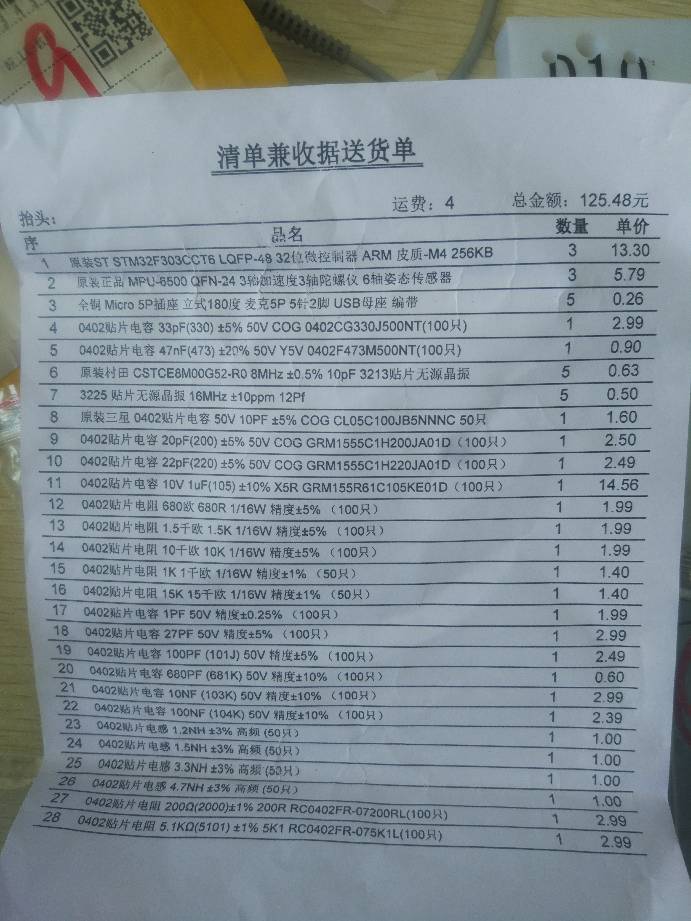 清单兼收据送货单
运费：4 总金额：125.48元
抬头：
序 品名 数量 单价
1 原装ST STM32F303CCT6 LQFP-48 32位微控制器 ARM 皮质-M4 256KB 3 13.30
2 原装正品 MPU-6500 QFN-24 3轴加速度3轴陀螺仪 6轴姿态传感器 3 5.79
3 全铜 Micro 5P插座 立式180度 麦克5P 5针2脚 USB母座 编带 5 0.26
4 0402贴片电容 33pF(330) ±5% 50V COG 0402CG330J500NT(100只) 1 2.99
5 0402贴片电容 47nF(473) ±20% 50V Y5V 0402F473M500NT(100只) 1 0.90
6 原装村田 CSTCE8M00G52-R0 8MHz ±0.5% 10pF 3213贴片无源晶振 5 0.63
7 3225 贴片无源晶振 16MHz ±10ppm 12Pf 5 0.50
8 原装三星 0402贴片电容 50V 10PF ±5% COG CL05C100JB5NNNC 50只 1 1.60
9 0402贴片电容 20pF(200) ±5% 50V COG GRM1555C1H200JA01D（100只） 1 2.50
10 0402贴片电容 22pF(220) ±5% 50V COG GRM1555C1H220JA01D（100只） 1 2.49
11 0402贴片电容 10V 1uF(105) ±10% X5R GRM155R61C105KE01D（100只） 1 14.56
12 0402贴片电阻 680欧 680R 1/16W 精度±5% （100只） 1 1.99
13 0402贴片电阻 1.5千欧 1.5K 1/16W 精度±5% （100只） 1 1.99
14 0402贴片电阻 10千欧 10K 1/16W 精度±5% （100只） 1 1.99
15 0402贴片电阻 1K 1千欧 1/16W 精度±1% （50只） 1 1.40
16 0402贴片电阻 15K 15千欧 1/16W 精度±1% （50只） 1 1.40
17 0402贴片电容 1PF 50V 精度±0.25% （100只） 1 1.99
18 0402贴片电容 27PF 50V 精度±5% （100只） 1 2.99
19 0402贴片电容 100PF (101J) 50V 精度±5% （100只） 1 2.49
20 0402贴片电容 680PF (681K) 50V 精度±10% （100只） 1 0.60
21 0402贴片电容 10NF (103K) 50V 精度±10% （100只） 1 2.99
22 0402贴片电容 100NF (104K) 50V 精度±10% （100只） 1 2.39
23 0402贴片电感 1.2NH ±3% 高频 (50只) 1 1.00
24 0402贴片电感 1.5NH ±3% 高频 (50只) 1 1.00
25 0402贴片电感 3.3NH ±3% 高频 (50只) 1 1.00
26 0402贴片电感 4.7NH ±3% 高频 (50只) 1 1.00
27 0402贴片电阻 200Ω(2000)±1% 200R RC0402FR-07200RL(100只) 1 2.99
28 0402贴片电阻 5.1KΩ(5101) ±1% 5K1 RC0402FR-075K1L(100只) 1 2.99